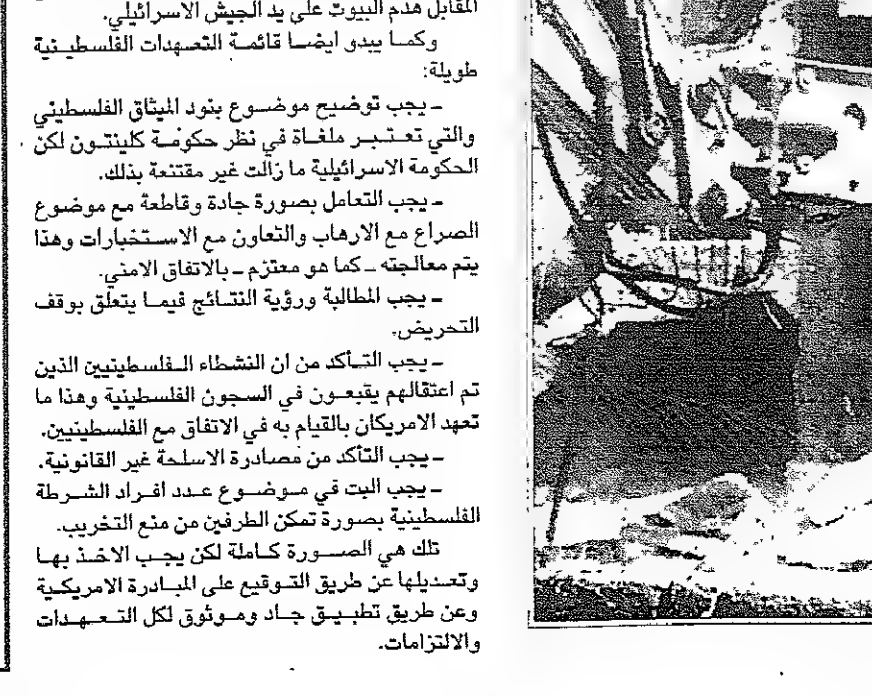 المقابل هدم البيوت على يد الجيش الاسرائيلي.
وكما يبدو ايضا قائمة التعهدات الفلسطينية
طويلة:
ـ يجب توضيح موضوع بنود الميثاق الفلسطيني
والتي تعتبر ملغاة في نظر حكومة كلينتون لكن
الحكومة الاسرائيلية ما زالت غير مقتنعة بذلك.
ـ يجب التعامل بصورة جادة وقاطعة مع موضوع
الصراع مع الارهاب والتعاون مع الاستخبارات وهذا
يتم معالجته ـ كما هو معتزم ـ بالاتفاق الامني.
ـ يجب المطالبة ورؤية النتائج فيما يتعلق بوقف
التحريض.
ـ يجب التأكد من ان النشطاء الفلسطينيين الذين
تم اعتقالهم يقبعون في السجون الفلسطينية وهذا ما
تعهد الامريكان بالقيام به في الاتفاق مع الفلسطينيين.
ـ يجب التأكد من مصادرة الاسلحة غير القانونية.
ـ يجب البت في موضوع عدد افراد الشرطة
الفلسطينية بصورة تمكن الطرفين من منع التخريب.
تلك هي الصورة كاملة لكن يجب الاخذ بها
وتعديلها عن طريق التوقيع على المبادرة الامريكية
وعن طريق تطبيق جاد وموثوق لكل التعهدات
والالتزامات.